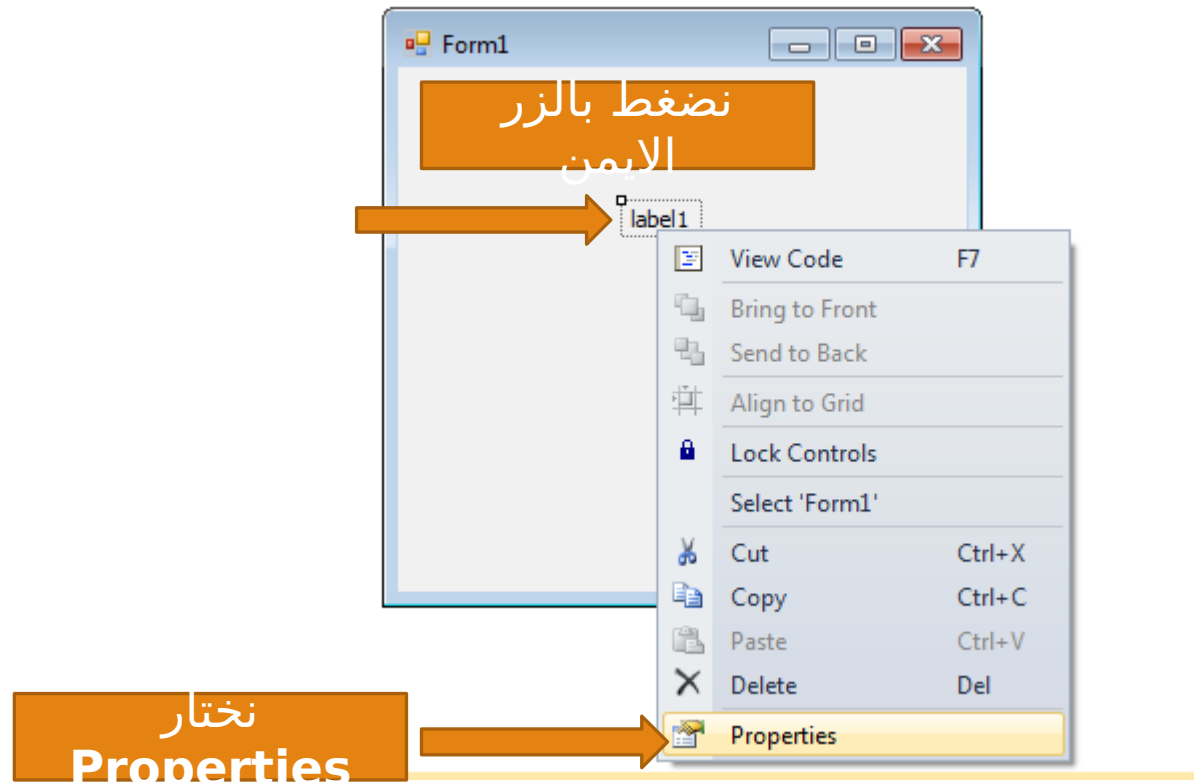 Form1
نضغط بالزر
الايمن
label1
View Code F7
Bring to Front
Send to Back
Align to Grid
Lock Controls
Select 'Form1'
Cut Ctrl+X
Copy Ctrl+C
Paste Ctrl+V
Delete Del
نختار
Properties
Properties